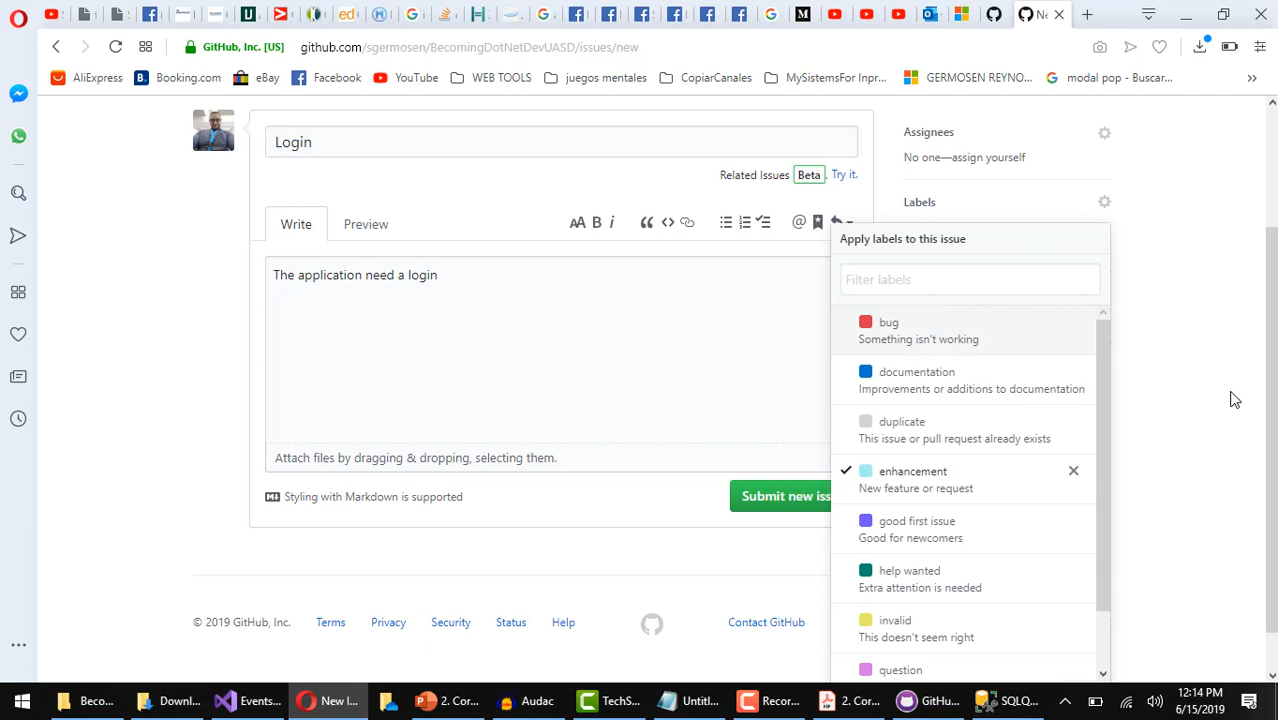 Ne
GitHub, Inc. [US]
github.com/sgermosen/BecomingDotNetDevUASD/issues/new
AliExpress
Booking.com
eBay
Facebook
YouTube
WEB TOOLS
juegos mentales
CopiarCanales
MySistemsFor Inpr...
GERMOSEN REYNO...
modal pop - Buscar...
Login
Related Issues Beta Try it.
Write
Preview
The application need a login
Attach files by dragging & dropping, selecting them.
Styling with Markdown is supported
Submit new iss
Assignees
No one—assign yourself
Labels
Apply labels to this issue
Filter labels
bug
Something isn't working
documentation
Improvements or additions to documentation
duplicate
This issue or pull request already exists
enhancement
New feature or request
good first issue
Good for newcomers
help wanted
Extra attention is needed
invalid
This doesn't seem right
question
© 2019 GitHub, Inc.
Terms
Privacy
Security
Status
Help
Contact GitHub
Beco...
Downl...
Events...
New I...
2. Cor...
Audac
TechS...
Untitl...
Recor...
2. Cor...
GitHu...
SQLQ...
12:14 PM
6/15/2019